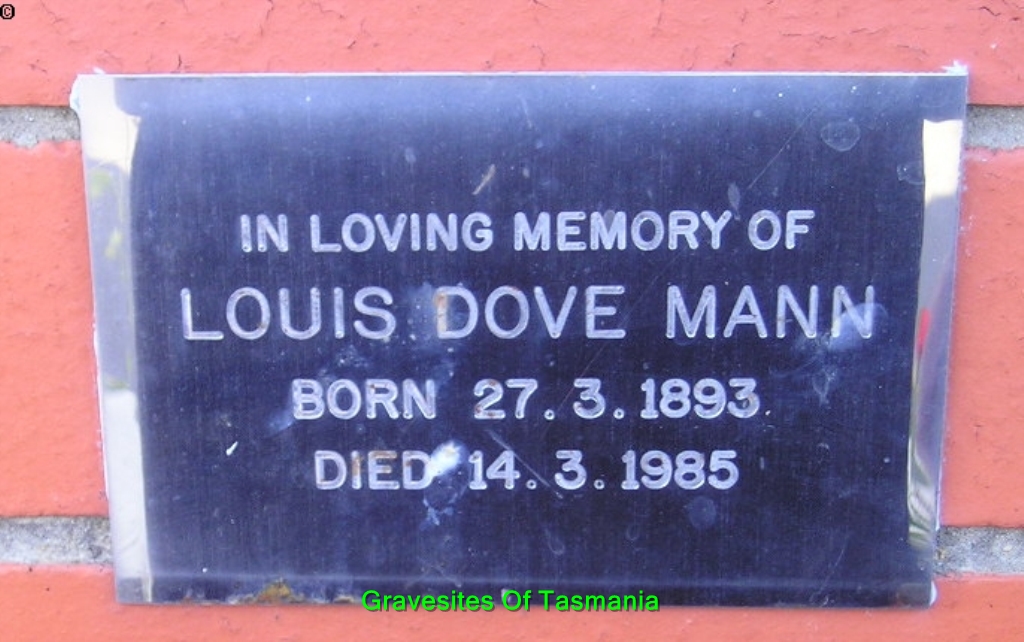 ©
IN LOVING MEMORY OF
LOUIS DOVE MANN
BORN 27.3.1893.
DIED 14.3.1985
Gravesites Of Tasmania